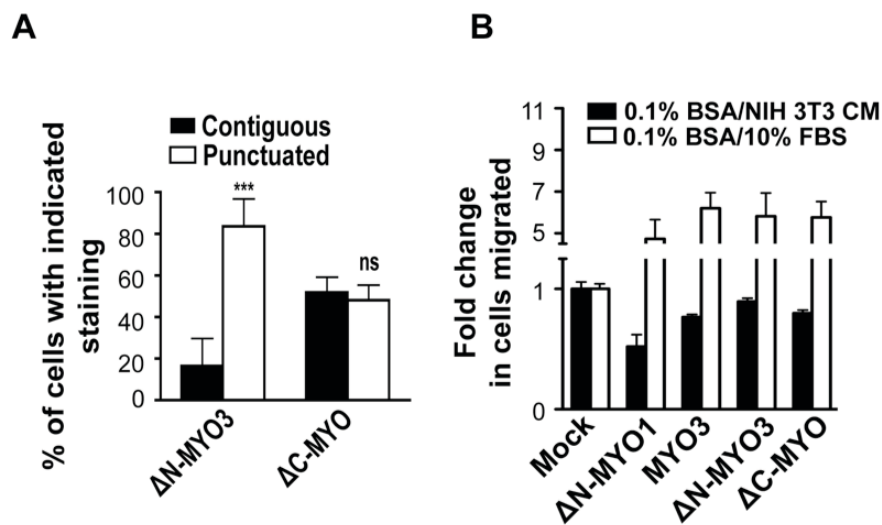 A
% of cells with indicated
staining
Contiguous
Punctuated
100
80
60
40
20
0
***
ns
ΔN-MYO3
ΔC-MYO
B
Fold change
in cells migrated
0.1% BSA/NIH 3T3 CM
0.1% BSA/10% FBS
11
9
7
5
1
0
Mock
ΔN-MYO1
MYO3
ΔN-MYO3
ΔC-MYO